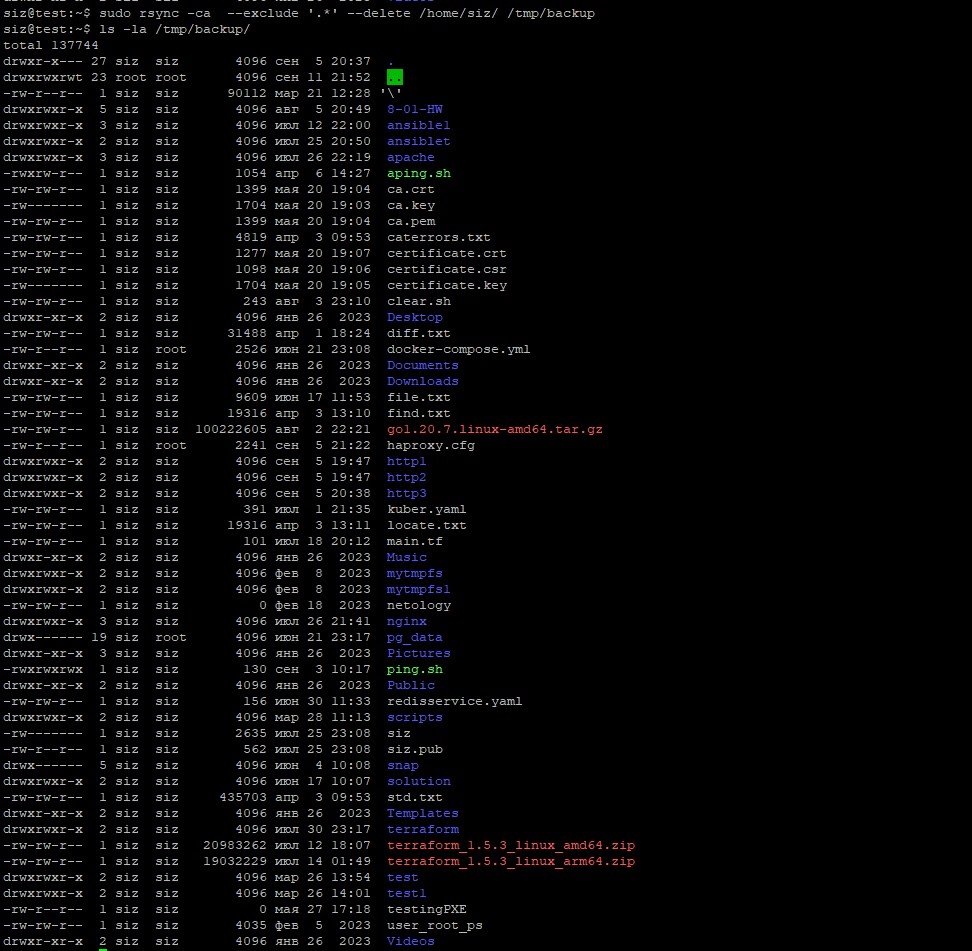 siz@test:~$ sudo rsync -ca  --exclude '.*' --delete /home/siz/ /tmp/backup
siz@test:~$ ls -la /tmp/backup/
total 137744
drwxr-x--- 27 siz  siz       4096 сен  5 20:37  .
drwxrwxrwt 23 root root      4096 сен 11 21:52  ..
-rw-r--r--  1 siz  siz      90112 мар 21 12:28 '\'
drwxrwxr-x  5 siz  siz       4096 авг  5 20:49  8-01-HW
drwxrwxr-x  3 siz  siz       4096 июл 12 22:00  ansible1
drwxrwxr-x  2 siz  siz       4096 июл 25 20:50  ansiblet
drwxrwxr-x  3 siz  siz       4096 июл 26 22:19  apache
-rwxrwxr-x  1 siz  siz       1054 апр  6 14:27  aping.sh
-rw-rw-r--  1 siz  siz       1399 мая 20 19:04  ca.crt
-rw-------  1 siz  siz       1704 мая 20 19:03  ca.key
-rw-rw-r--  1 siz  siz       1399 мая 20 19:04  ca.pem
-rw-rw-r--  1 siz  siz       4819 апр  3 09:53  caterrors.txt
-rw-rw-r--  1 siz  siz       1277 мая 20 19:07  certificate.crt
-rw-rw-r--  1 siz  siz       1098 мая 20 19:06  certificate.csr
-rw-------  1 siz  siz       1704 мая 20 19:05  certificate.key
-rw-rw-r--  1 siz  siz        243 авг  3 23:10  clear.sh
drwxr-xr-x  2 siz  siz       4096 янв 26  2023  Desktop
-rw-rw-r--  1 siz  siz      31488 апр  1 18:24  diff.txt
-rw-r--r--  1 siz  root      2526 июн 21 23:08  docker-compose.yml
drwxr-xr-x  2 siz  siz       4096 янв 26  2023  Documents
drwxr-xr-x  2 siz  siz       4096 янв 26  2023  Downloads
-rw-rw-r--  1 siz  siz       9609 июн 17 11:53  file.txt
-rw-rw-r--  1 siz  siz      19316 апр  3 13:10  find.txt
-rw-rw-r--  1 siz  siz  100222605 авг  2 22:21  go1.20.7.linux-amd64.tar.gz
-rw-r--r--  1 siz  root      2241 сен  5 21:22  haproxy.cfg
drwxrwxr-x  2 siz  siz       4096 сен  5 19:47  http1
drwxrwxr-x  2 siz  siz       4096 сен  5 19:47  http2
drwxrwxr-x  2 siz  siz       4096 сен  5 20:38  http3
-rw-rw-r--  1 siz  siz        391 июл  1 21:35  kuber.yaml
-rw-rw-r--  1 siz  siz      19316 апр  3 13:11  locate.txt
-rw-rw-r--  1 siz  siz        101 июл 18 20:12  main.tf
drwxr-xr-x  2 siz  siz       4096 янв 26  2023  Music
drwxrwxr-x  2 siz  siz       4096 фев  8  2023  mytmpfs
drwxrwxr-x  2 siz  siz       4096 фев  8  2023  mytmpfs1
-rw-rw-r--  1 siz  siz          0 фев 18  2023  netology
drwxrwxr-x  3 siz  siz       4096 июл 26 21:41  nginx
drwx------ 19 siz  root      4096 июн 21 23:17  pg_data
drwxr-xr-x  3 siz  siz       4096 янв 26  2023  Pictures
-rwxrwxrwx  1 siz  siz        130 сен  3 10:17  ping.sh
drwxr-xr-x  2 siz  siz       4096 янв 26  2023  Public
-rw-rw-r--  1 siz  siz        156 июн 30 11:33  redisservice.yaml
drwxrwxr-x  2 siz  siz       4096 мар 28 11:13  scripts
-rw-------  1 siz  siz       2635 июл 25 23:08  siz
-rw-r--r--  1 siz  siz        562 июл 25 23:08  siz.pub
drwx------  5 siz  siz       4096 июн  4 10:08  snap
drwxrwxr-x  2 siz  siz       4096 июн 17 10:07  solution
-rw-rw-r--  1 siz  siz     435703 апр  3 09:53  std.txt
drwxr-xr-x  2 siz  siz       4096 янв 26  2023  Templates
drwxrwxr-x  2 siz  siz       4096 июл 30 23:17  terraform
-rw-rw-r--  1 siz  siz   20983262 июл 12 18:07  terraform_1.5.3_linux_amd64.zip
-rw-rw-r--  1 siz  siz   19032229 июл 14 01:49  terraform_1.5.3_linux_arm64.zip
drwxrwxr-x  2 siz  siz       4096 мар 26 13:54  test
drwxrwxr-x  2 siz  siz       4096 мар 26 14:01  test1
-rw-rw-r--  1 siz  siz          0 мая 27 17:18  testingPXE
-rw-rw-r--  1 siz  siz       4035 фев  5  2023  user_root_ps
drwxr-xr-x  2 siz  siz       4096 янв 26  2023  Videos